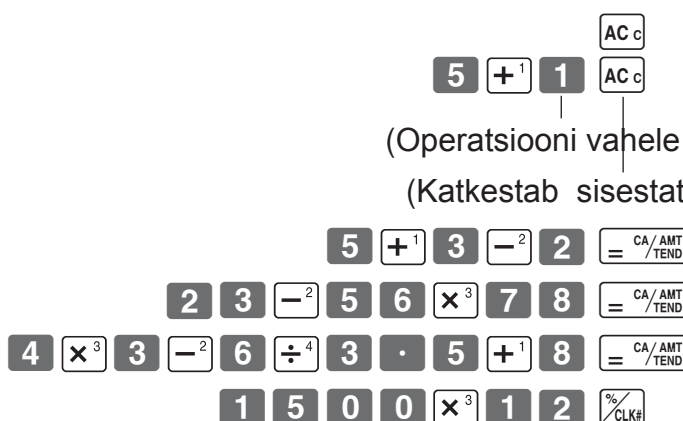 AC c
5 + 1 1 AC c
(Operatsiooni vahele
(Katkestab sisestat
5 + 1 3 − 2 2 = CA/AMT /TEND
2 3 − 2 5 6 × 3 7 8 = CA/AMT /TEND
4 × 3 3 − 2 6 ÷ 4 3 · 5 + 1 8 = CA/AMT /TEND
1 5 0 0 × 3 1 2 %/CLK#